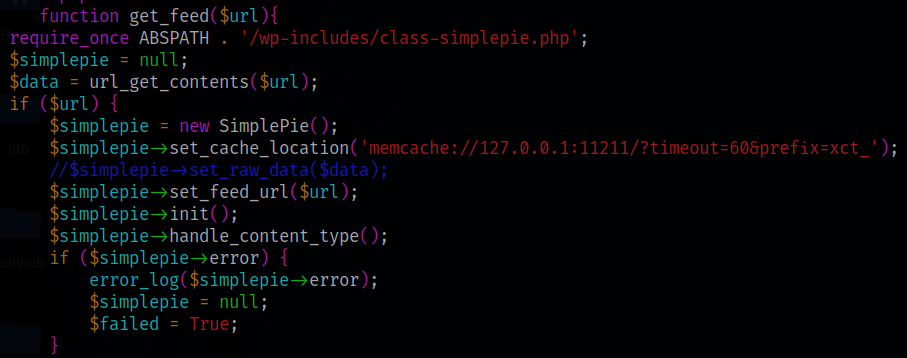 function get_feed($url){
require_once ABSPATH . '/wp-includes/class-simplepie.php';
$simplepie = null;
$data = url_get_contents($url);
if ($url) {
$simplepie = new SimplePie();
$simplepie→set_cache_location('memcache://127.0.0.1:11211/?timeout=60&prefix=xct_');
//$simplepie→set_raw_data($data);
$simplepie→set_feed_url($url);
$simplepie→init();
$simplepie→handle_content_type();
if ($simplepie→error) {
error_log($simplepie→error);
$simplepie = null;
$failed = True;
}
htb
ulnhub